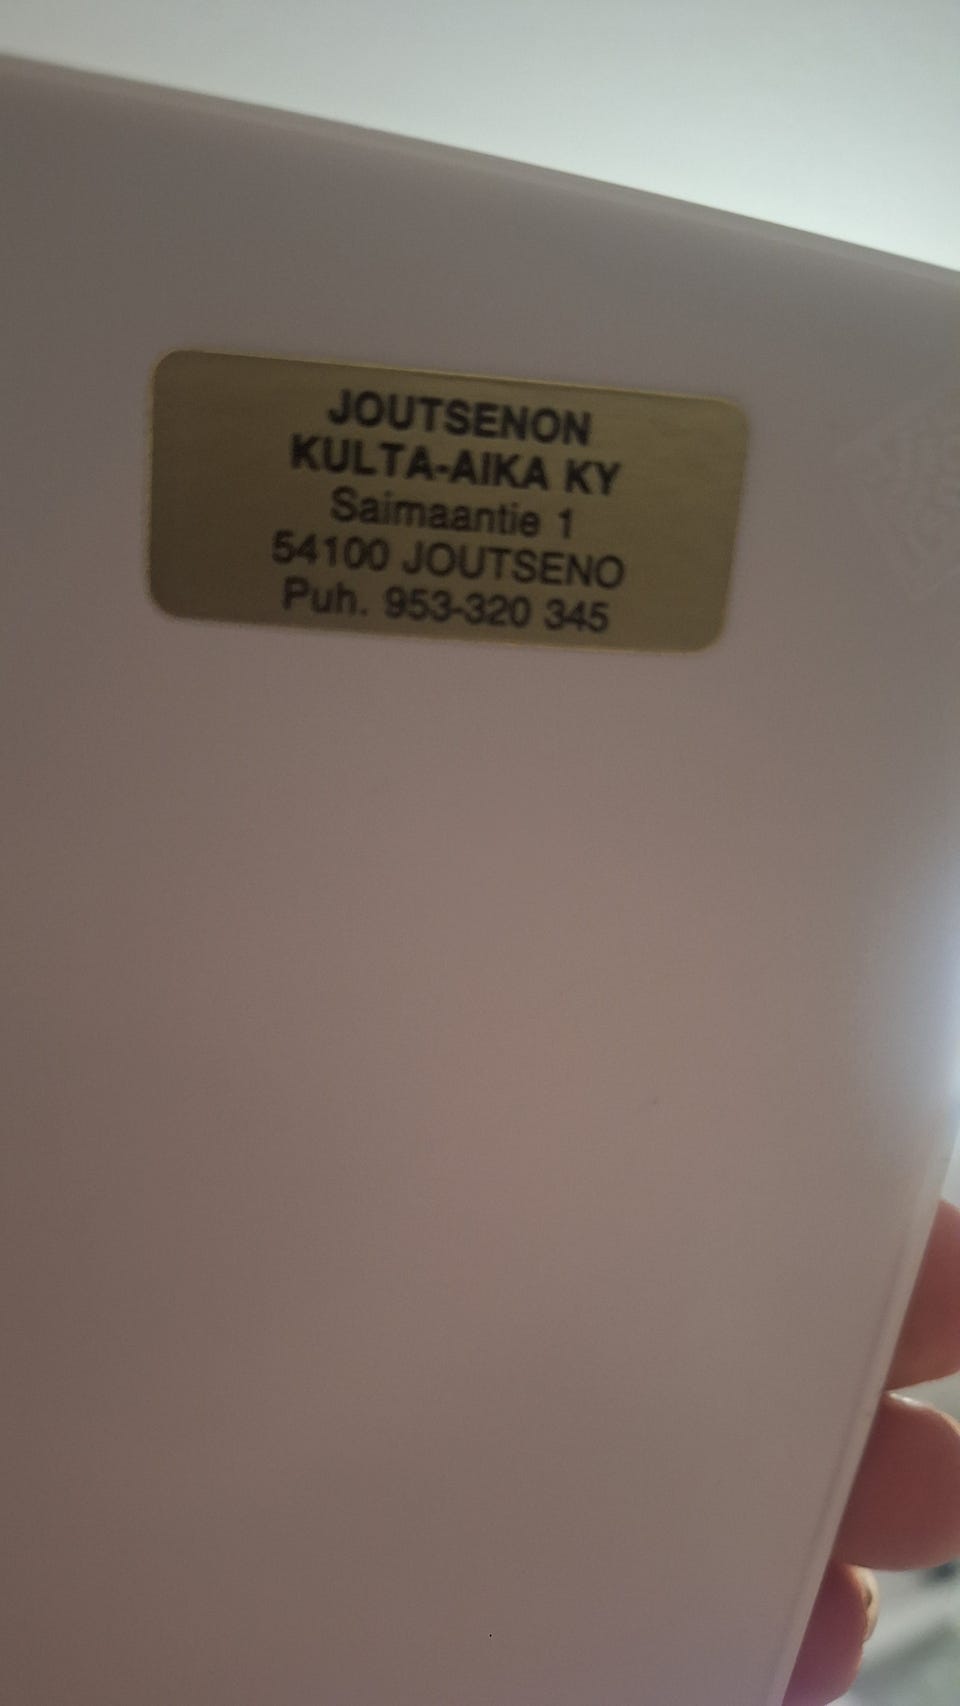 JOUTSENON
KULTA-AIKA KY
Saimaantie 1
54100 JOUTSENO
Puh. 953-320 345